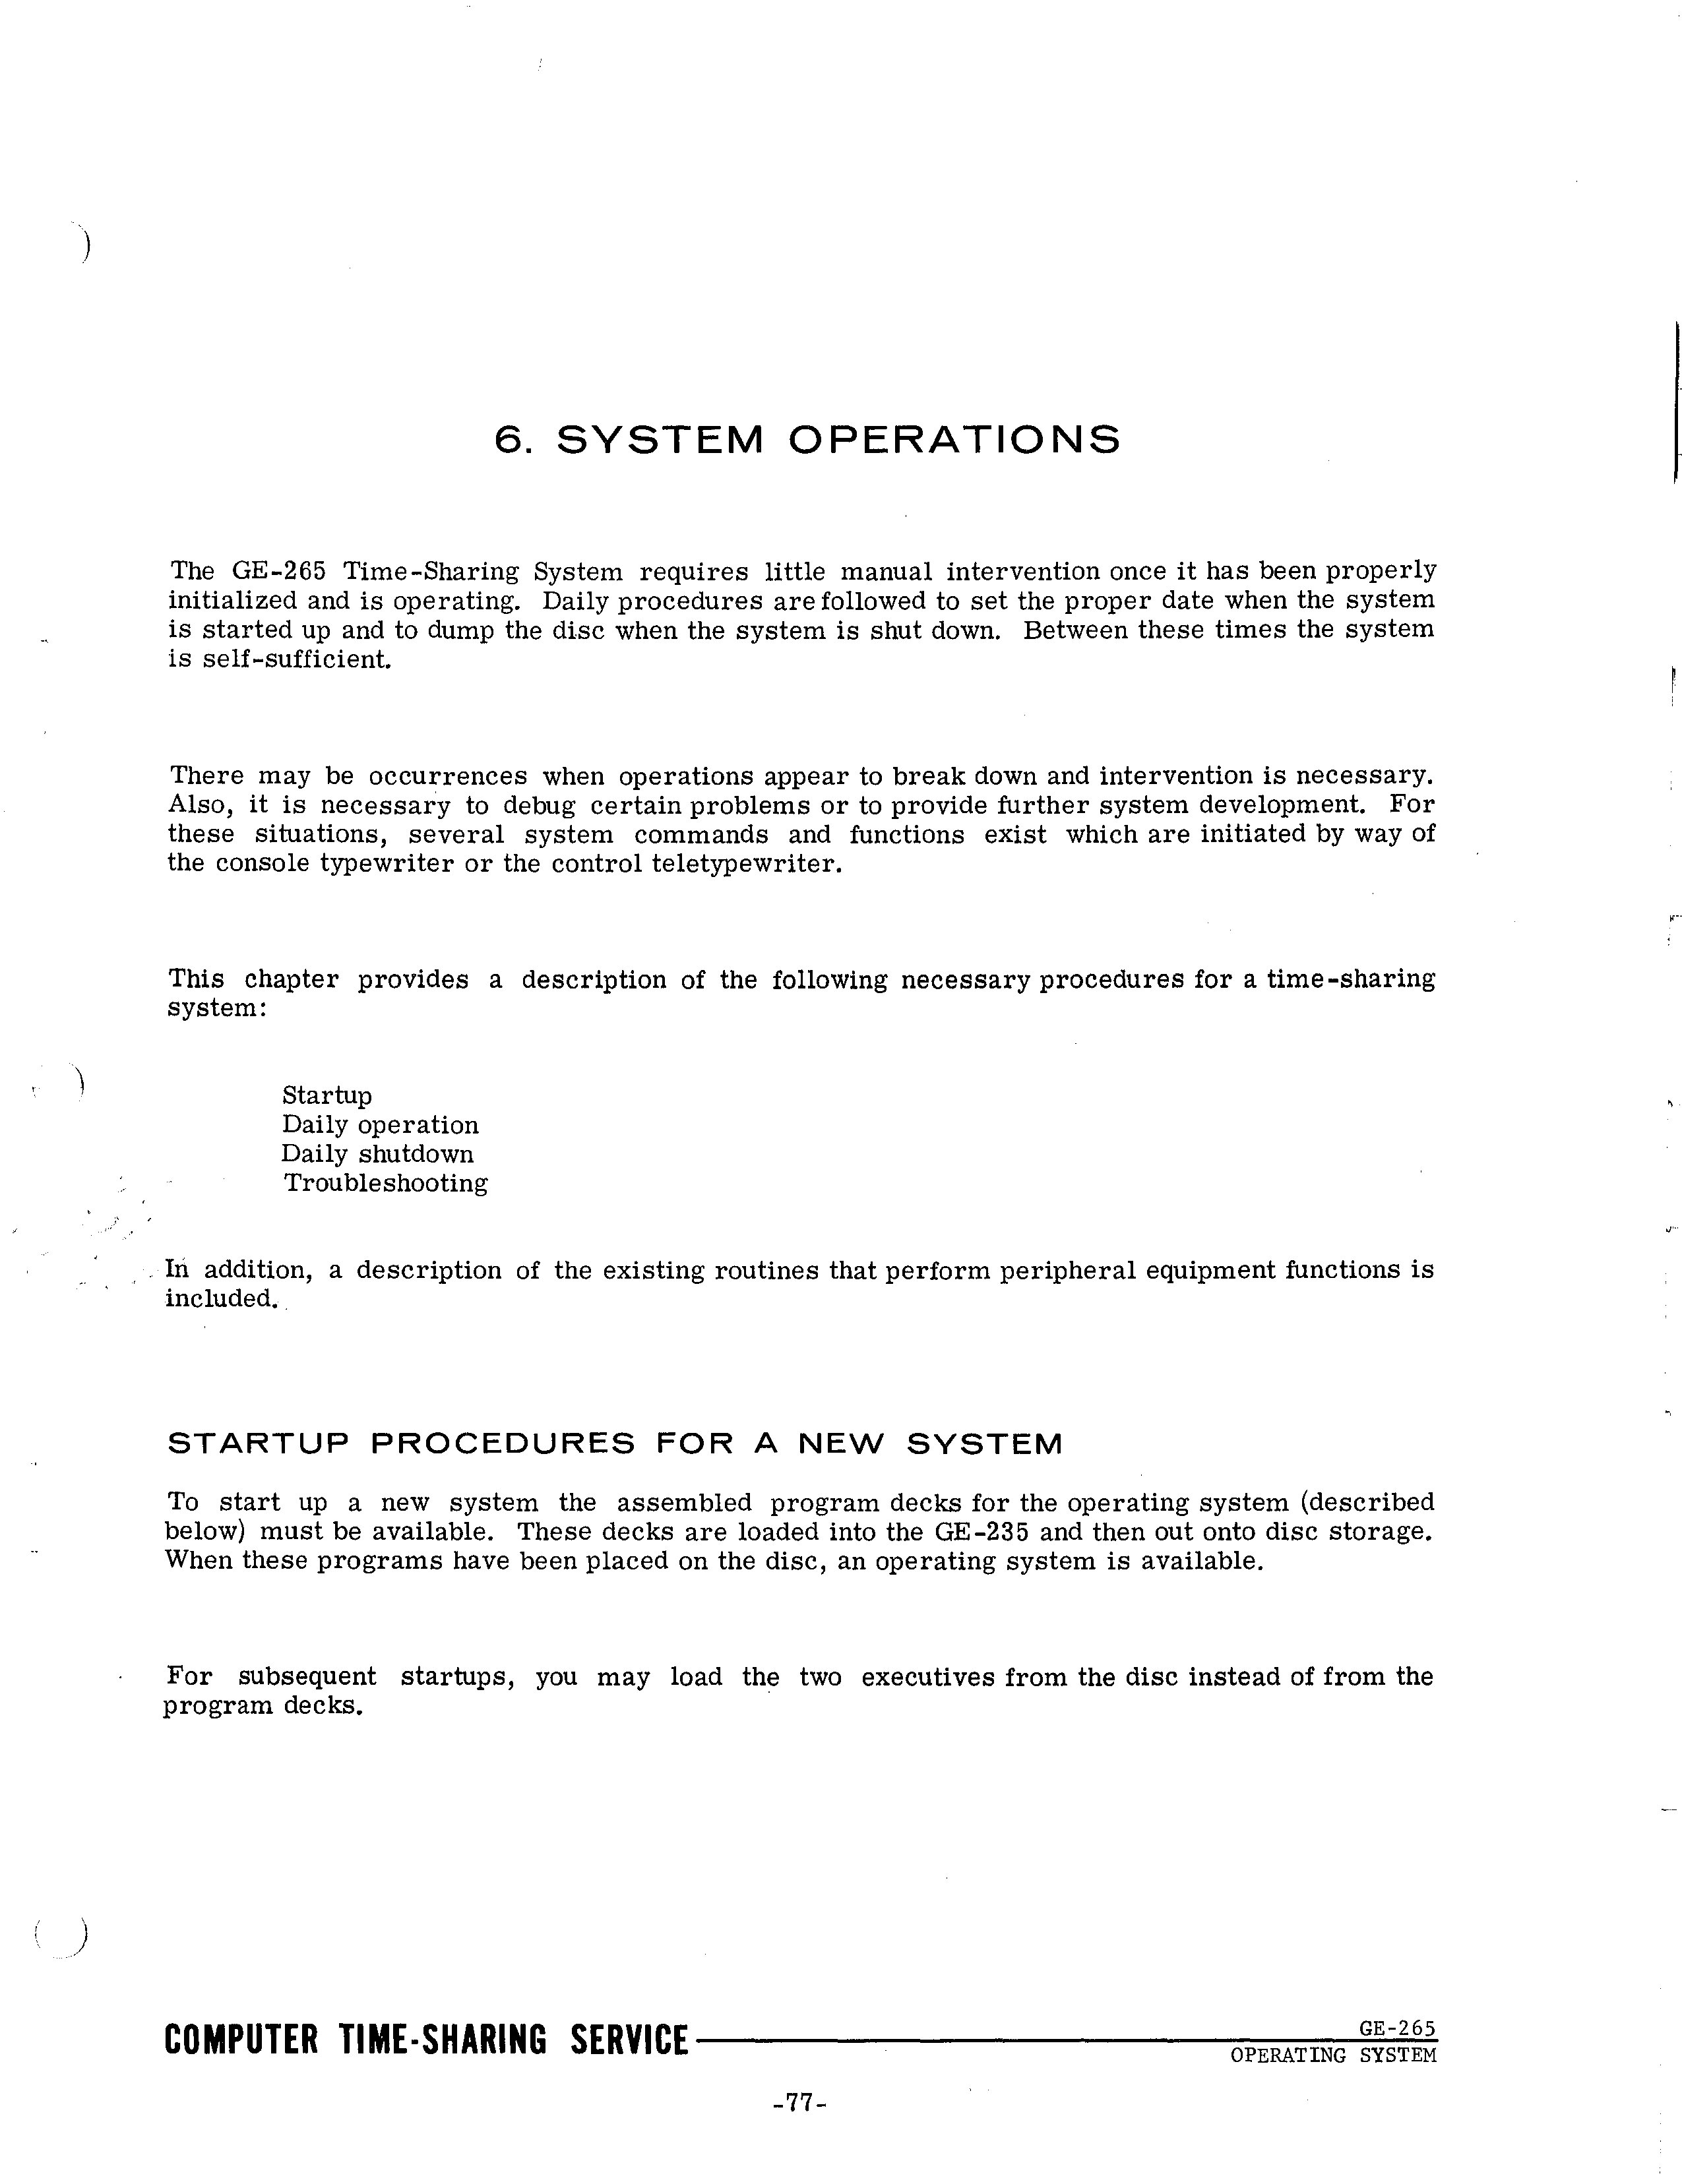 6. SYSTEM OPERATIONS
The GE-265 Time-Sharing System requires little manual intervention once it has been properly
initialized and is operating. Daily procedures are followed to set the proper date when the system
is started up and to dump the disc when the system is shut down. Between these times the system
is self-sufficient.
There may be occurrences when operations appear to break down and intervention is necessary.
Also, it is necessary to debug certain problems or to provide further system development. For
these situations, several system commands and functions exist which are initiated by way of
the console typewriter or the control teletypewriter.
This chapter provides a description of the following necessary procedures for a time-sharing
system:
Startup
Daily operation
Daily shutdown
Troubleshooting
In addition, a description of the existing routines that perform peripheral equipment functions is
included.
STARTUP PROCEDURES FOR A NEW SYSTEM
To start up a new system the assembled program decks for the operating system (described
below) must be available. These decks are loaded into the GE-235 and then out onto disc storage.
When these programs have been placed on the disc, an operating system is available.
For subsequent startups, you may load the two executives from the disc instead of from the
program decks.
COMPUTER TIME-SHARING SERVICE
GE-265
OPERATING SYSTEM
-77-